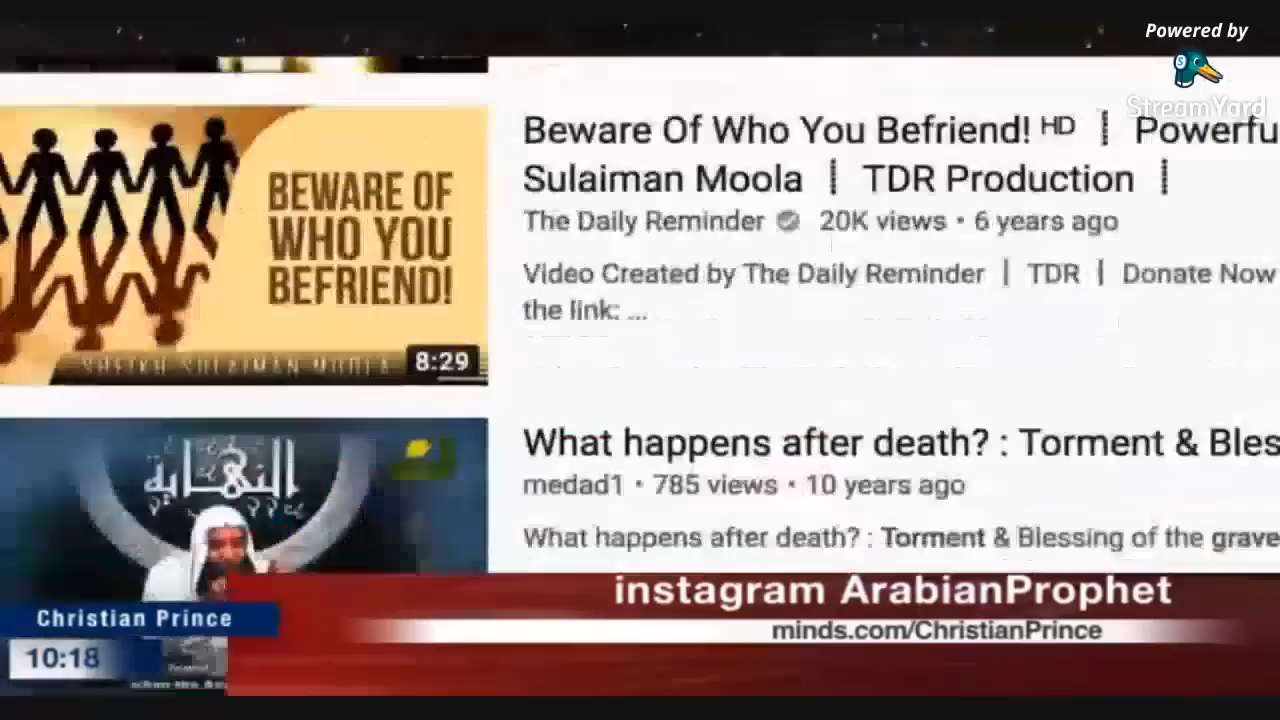 Powered by
StreamYard
Beware Of Who You Befriend! HD ┇ Powerfu
Sulaiman Moola ┇ TDR Production ┇
The Daily Reminder 20K views • 6 years ago
Video Created by The Daily Reminder | TDR | Donate Now
the link: ...
BEWARE OF
WHO YOU
BEFRIEND!
SHEIKH SULAIMAN MOOLA
8:29
What happens after death? : Torment & Bles
medad1 • 785 views • 10 years ago
What happens after death? : Torment & Blessing of the grave
النهاية
instagram ArabianProphet
minds.com/ChristianPrince
Christian Prince
10:18